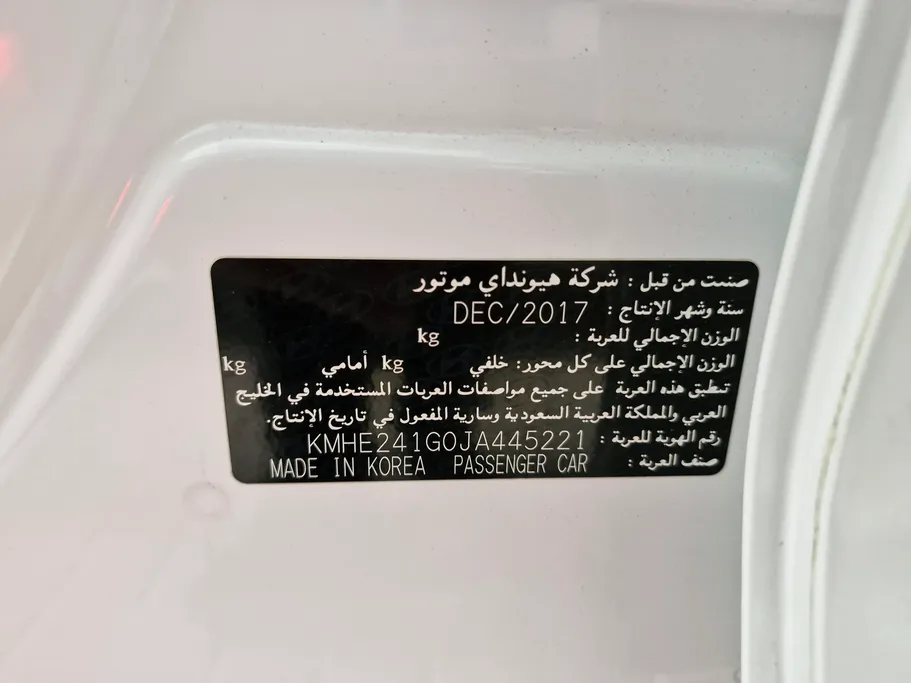 صنعت من قبل : شركة هيونداي موتور
سنة وشهر الانتاج : DEC/2017
الوزن الإجمالي للعربة : kg
الوزن الإجمالي على كل محور: خلفي kg أمامي kg
تنطبق هذه العربة على جميع مواصفات العربات المستخدمة في الخليج
العربي والمملكة العربية السعودية وسارية المفعول في تاريخ الإنتاج.
رقم الهوية للعربة : KMHE241G0JA445221
صنف العربة : MADE IN KOREA PASSENGER CAR